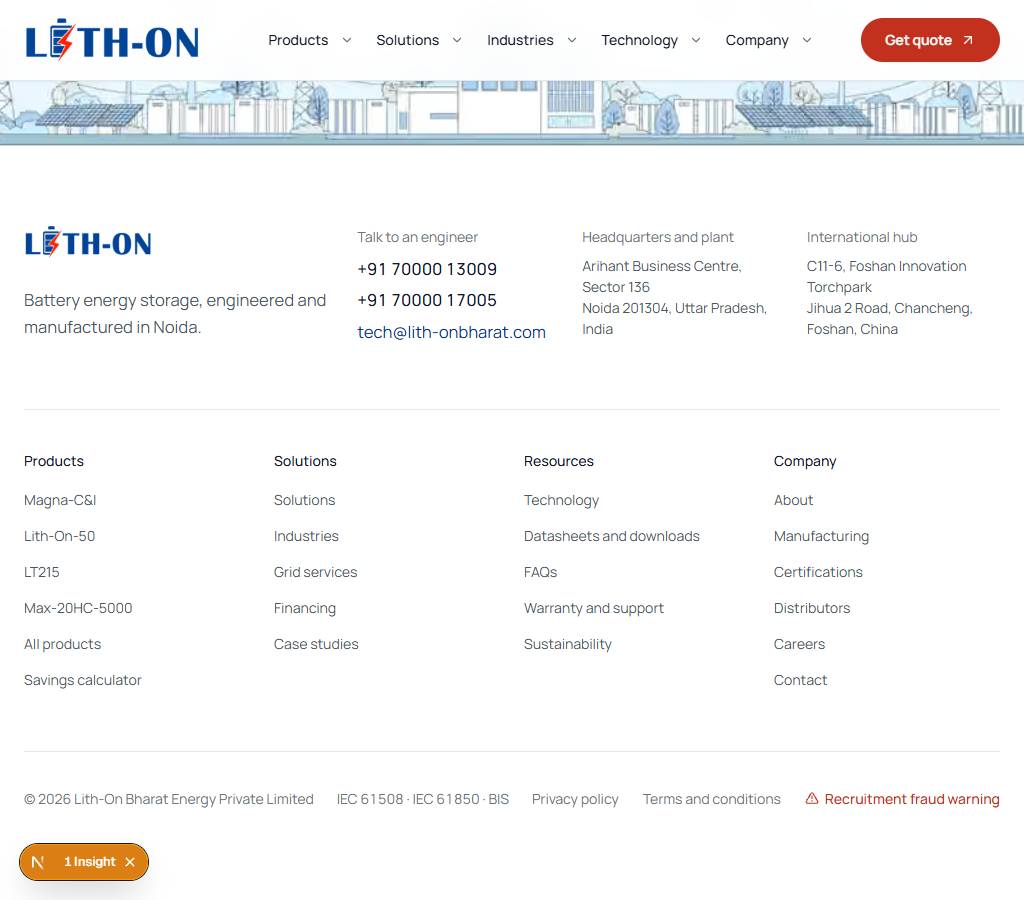 LITH-ON
Products
Solutions
Industries
Technology
Company
Get quote
LITH-ON
Battery energy storage, engineered and
manufactured in Noida.
Talk to an engineer
+91 70000 13009
+91 70000 17005
tech@lith-onbharat.com
Headquarters and plant
Arihant Business Centre,
Sector 136
Noida 201304, Uttar Pradesh,
India
International hub
C11-6, Foshan Innovation
Torchpark
Jihua 2 Road, Chancheng,
Foshan, China
Products
Magna-C&I
Lith-On-50
LT215
Max-20HC-5000
All products
Savings calculator
Solutions
Solutions
Industries
Grid services
Financing
Case studies
Resources
Technology
Datasheets and downloads
FAQs
Warranty and support
Sustainability
Company
About
Manufacturing
Certifications
Distributors
Careers
Contact
© 2026 Lith-On Bharat Energy Private Limited
IEC 61508 · IEC 61850 · BIS
Privacy policy
Terms and conditions
Recruitment fraud warning
N
1 Insight